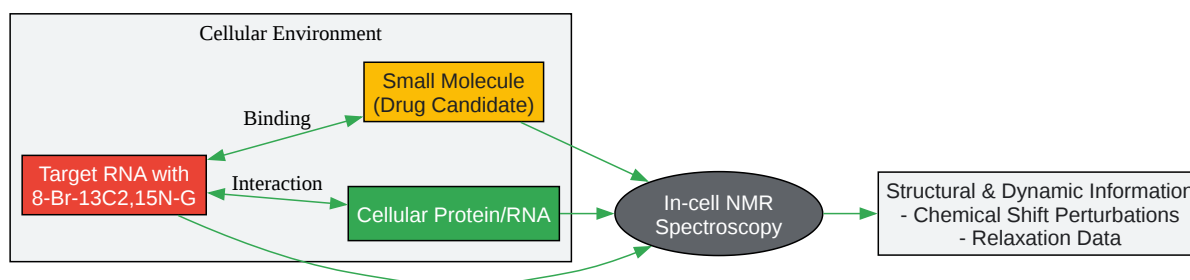 Cellular Environment
Small Molecule
(Drug Candidate)
Binding
Target RNA with
8-Br-13C2,15N-G
Interaction
Cellular Protein/RNA
In-cell NMR
Spectroscopy
Structural & Dynamic Information
- Chemical Shift Perturbations
- Relaxation Data